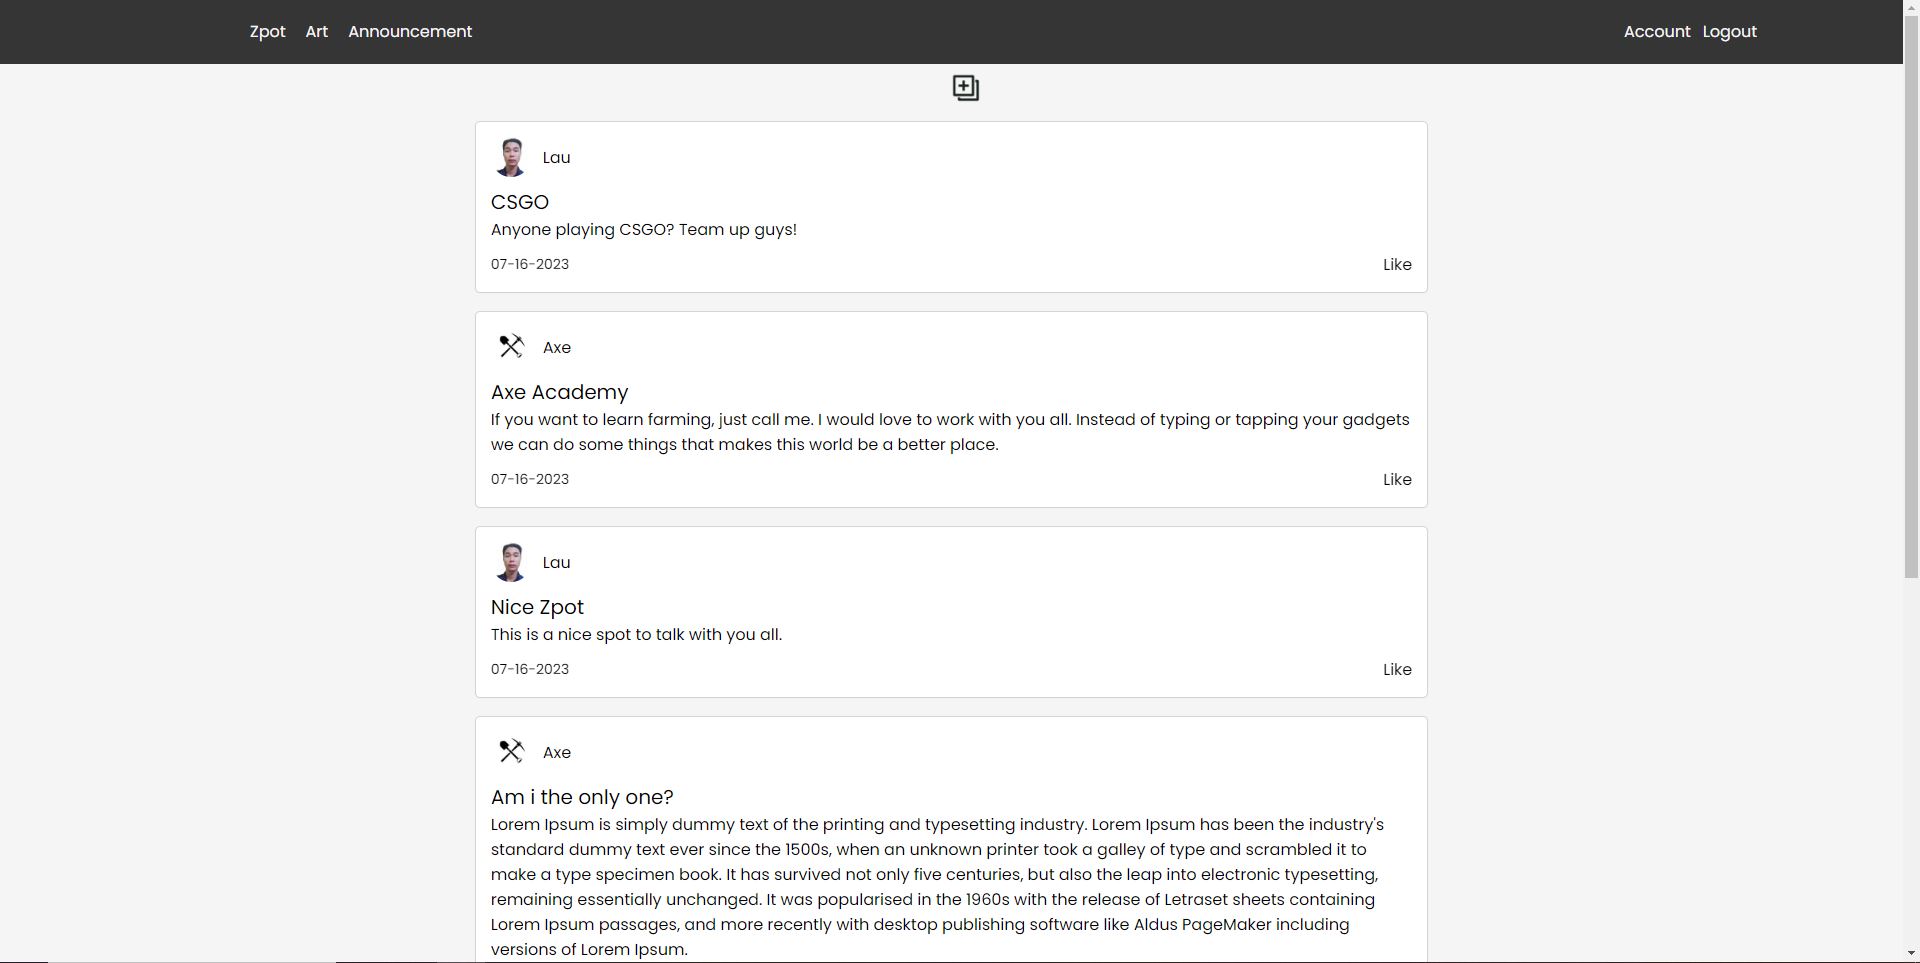 Zpot Art Announcement Account Logout
Lau
CSGO
Anyone playing CSGO? Team up guys!
07-16-2023 Like
Axe
Axe Academy
If you want to learn farming, just call me. I would love to work with you all. Instead of typing or tapping your gadgets
we can do some things that makes this world be a better place.
07-16-2023 Like
Lau
Nice Zpot
This is a nice spot to talk with you all.
07-16-2023 Like
Axe
Am i the only one?
Lorem Ipsum is simply dummy text of the printing and typesetting industry. Lorem Ipsum has been the industry's
standard dummy text ever since the 1500s, when an unknown printer took a galley of type and scrambled it to
make a type specimen book. It has survived not only five centuries, but also the leap into electronic typesetting,
remaining essentially unchanged. It was popularised in the 1960s with the release of Letraset sheets containing
Lorem Ipsum passages, and more recently with desktop publishing software like Aldus PageMaker including
versions of Lorem Ipsum.